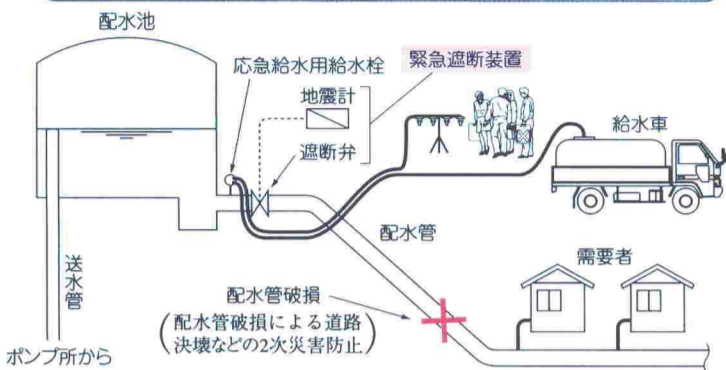 配水池
応急給水用給水栓
緊急遮断装置
地震計
遮断弁
給水車
配水管
需要者
送水管
配水管破損
(配水管破損による道路
決壊などの2次災害防止)
ポンプ所から